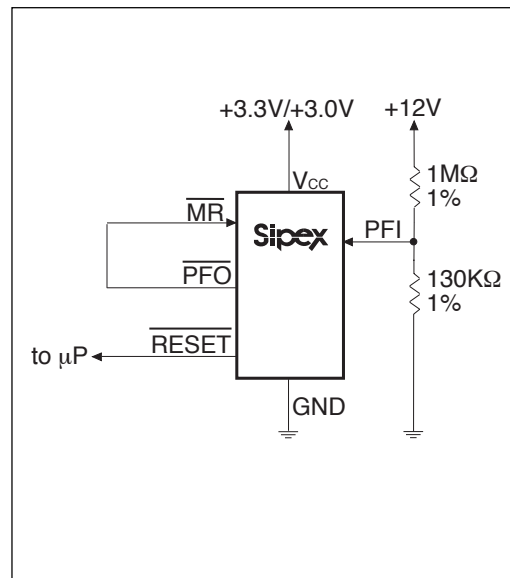 +3.3V/+3.0V
+12V
VCC
1MΩ
1%
MR
Sipex
PFI
PFO
130KΩ
1%
RESET
to μP
GND